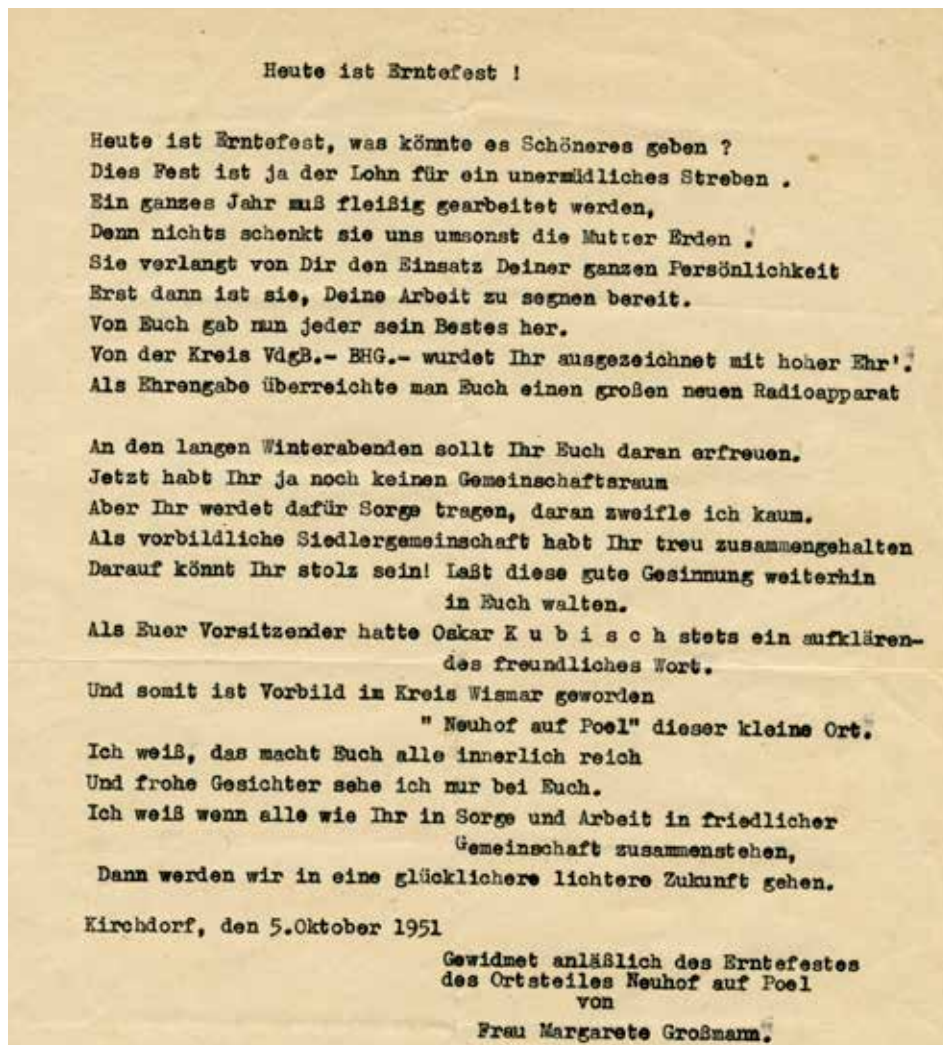 Heute ist Erntefest !
Heute ist Erntefest, was könnte es Schöneres geben ?
Dies Fest ist ja der Lohn für ein unermüdliches Streben .
Ein ganzes Jahr muß fleißig gearbeitet werden,
Denn nichts schenkt sie uns umsonst die Mutter Erden .
Sie verlangt von Dir den Einsatz Deiner ganzen Persönlichkeit
Erst dann ist sie, Deine Arbeit zu segnen bereit.
Von Euch gab nun jeder sein Bestes her.
Von der Kreis VdgB.- BHG.- wurdet Ihr ausgezeichnet mit hoher Ehr'.
Als Ehrengabe überreichte man Euch einen großen neuen Radioapparat
An den langen Winterabenden sollt Ihr Euch daran erfreuen.
Jetzt habt Ihr ja noch keinen Gemeinschaftsraum
Aber Ihr werdet dafür Sorge tragen, daran zweifle ich kaum.
Als vorbildliche Siedlergemeinschaft habt Ihr treu zusammengehalten
Darauf könnt Ihr stolz sein! Laßt diese gute Gesinnung weiterhin
in Euch walten.
Als Euer Vorsitzender hatte Oskar K u b i s c h stets ein aufklären-
des freundliches Wort.
Und somit ist Vorbild im Kreis Wismar geworden
" Neuhof auf Poel" dieser kleine Ort.
Ich weiß, das macht Euch alle innerlich reich
Und frohe Gesichter sehe ich nur bei Euch.
Ich weiß wenn alle wie Ihr in Sorge und Arbeit in friedlicher
Gemeinschaft zusammenstehen,
Dann werden wir in eine glücklichere lichtere Zukunft gehen.
Kirchdorf, den 5.Oktober 1951
Gewidmet anläßlich des Erntefestes
des Ortsteiles Neuhof auf Poel
von
Frau Margarete Großmann.